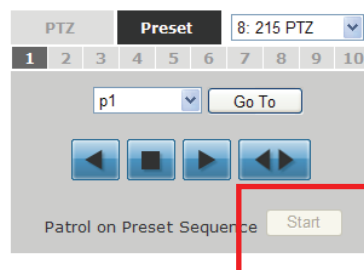 PTZ Preset 8: 215 PTZ
1 2 3 4 5 6 7 8 9 10
p1 Go To
Patrol on Preset Sequence Start